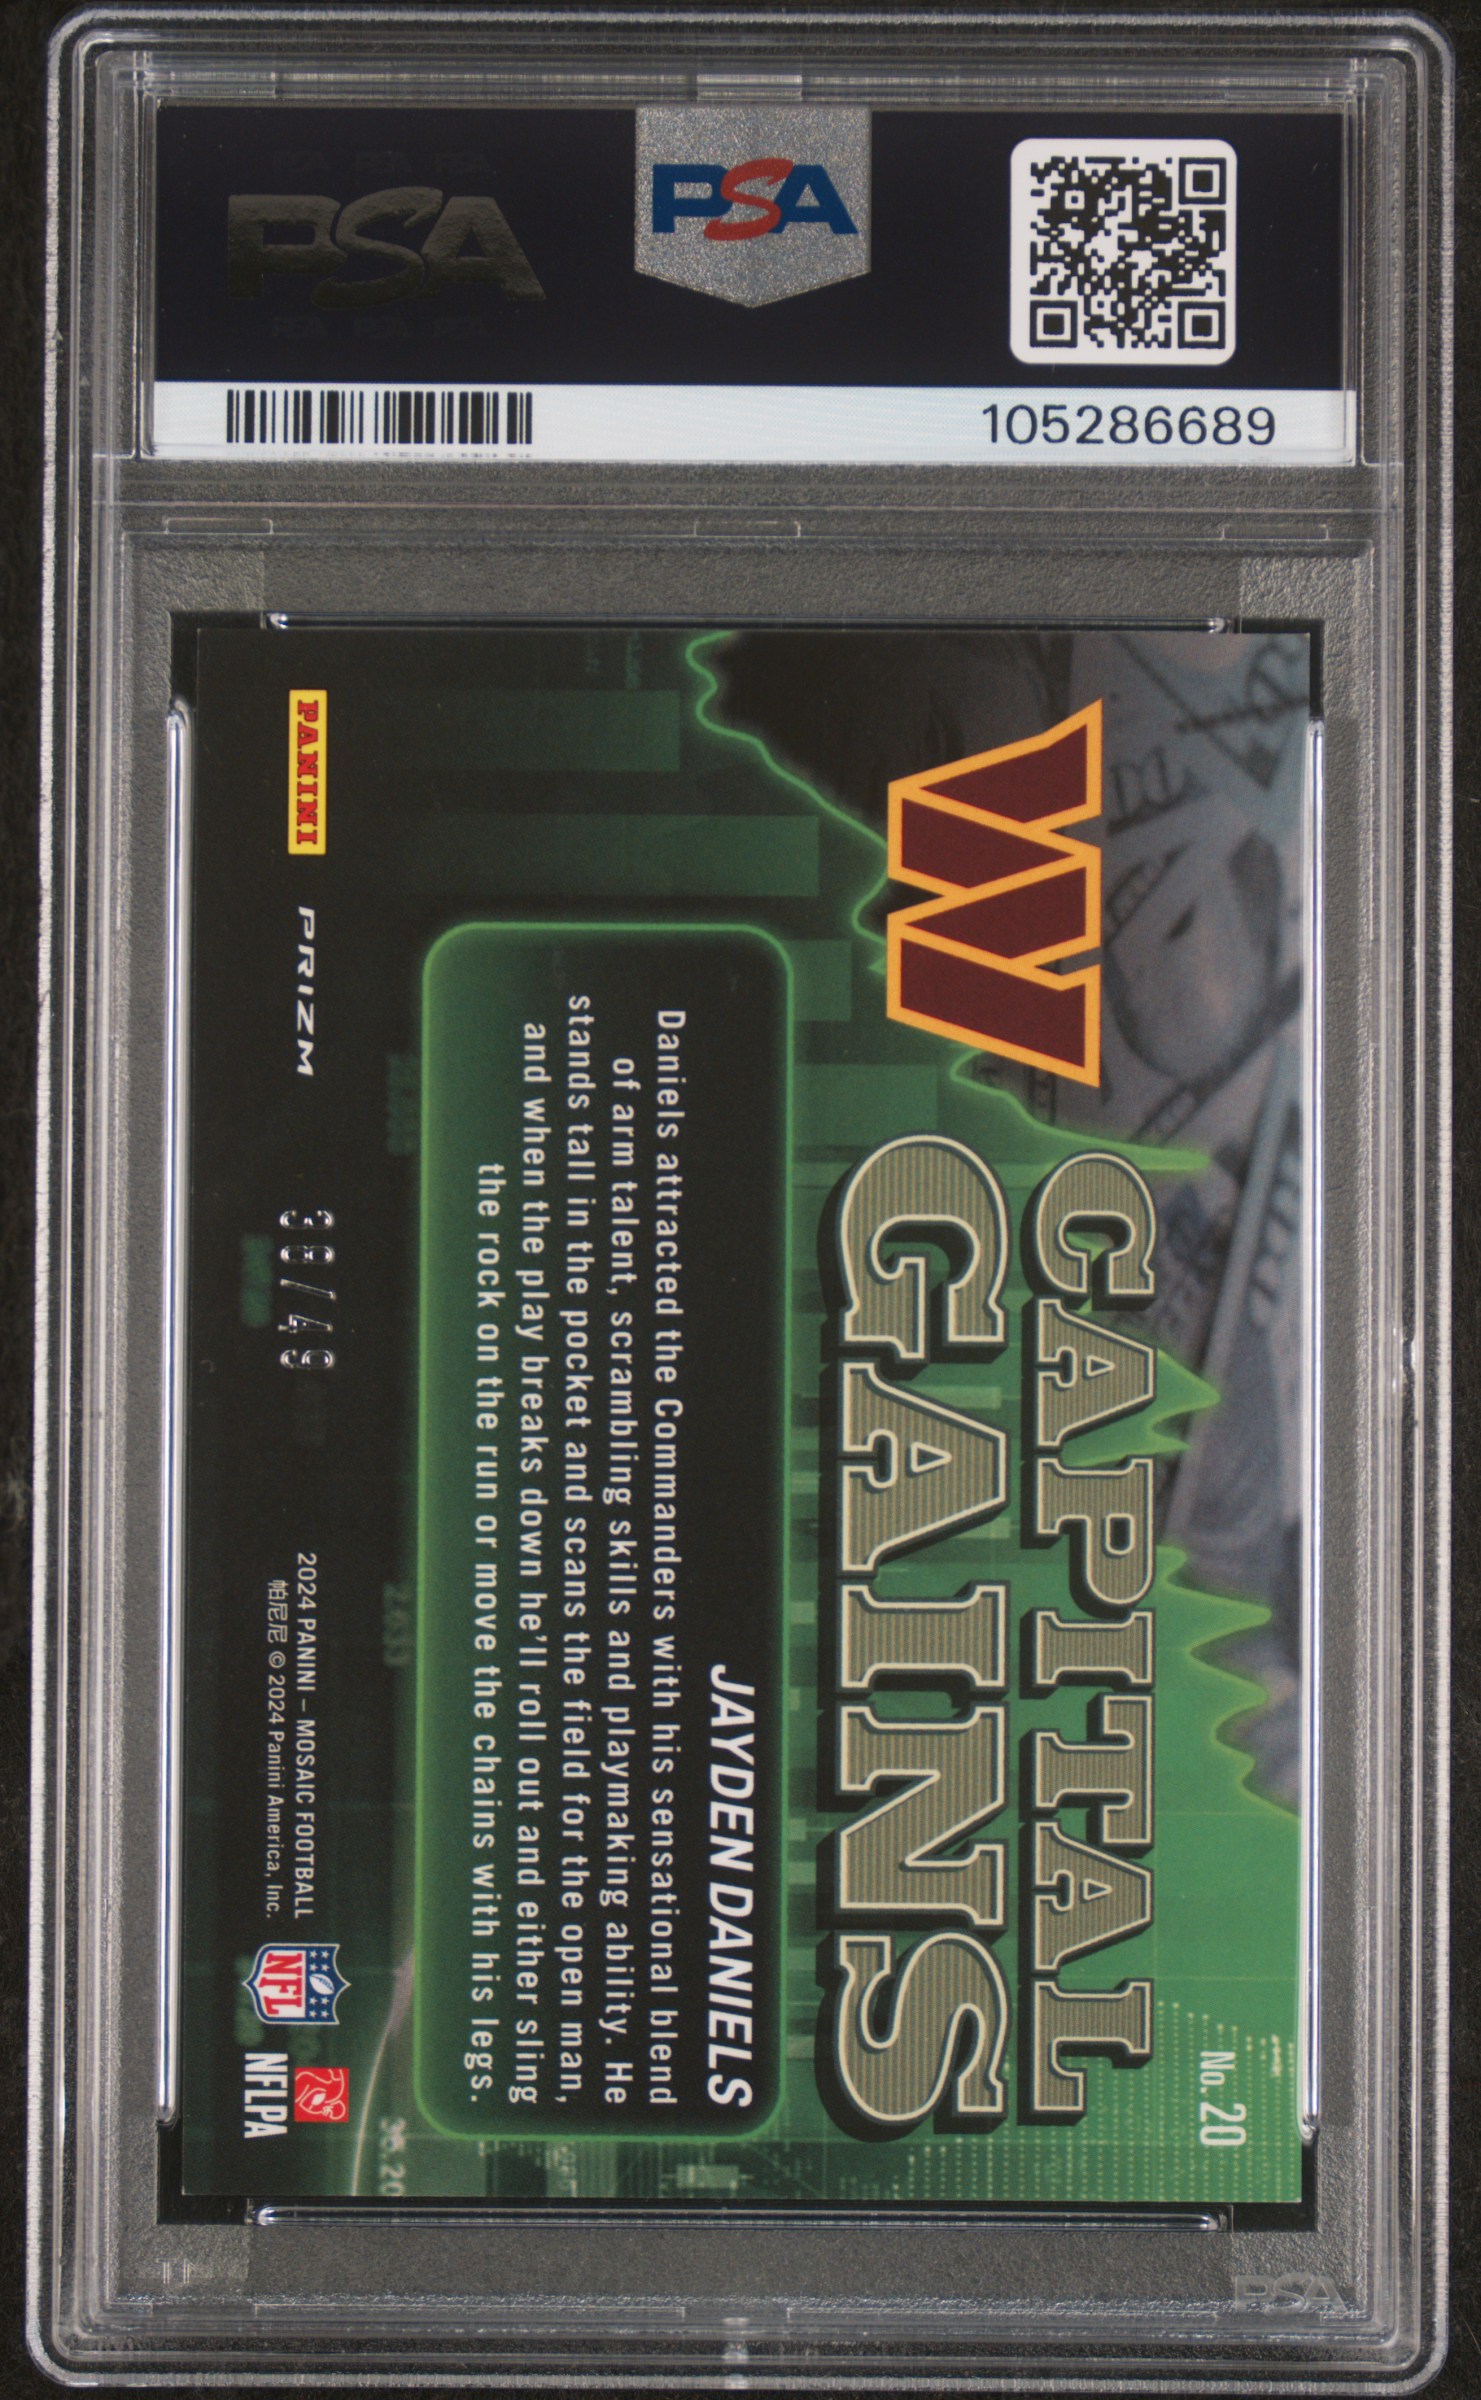 PSA
PSA
105286689
No. 20
CAPITAL
GAINS
JAYDEN DANIELS
Daniels attracted the Commanders with his sensational blend
of arm talent, scrambling skills and playmaking ability. He
stands tall in the pocket and scans the field for the open man,
and when the play breaks down he'll roll out and either sling
the rock on the run or move the chains with his legs.
PANINI
PRIZM
38/49
2024 PANINI – MOSAIC FOOTBALL
帕尼尼 © 2024 Panini America, Inc.
NFL
NFLPA
36.20
2.653
PSA